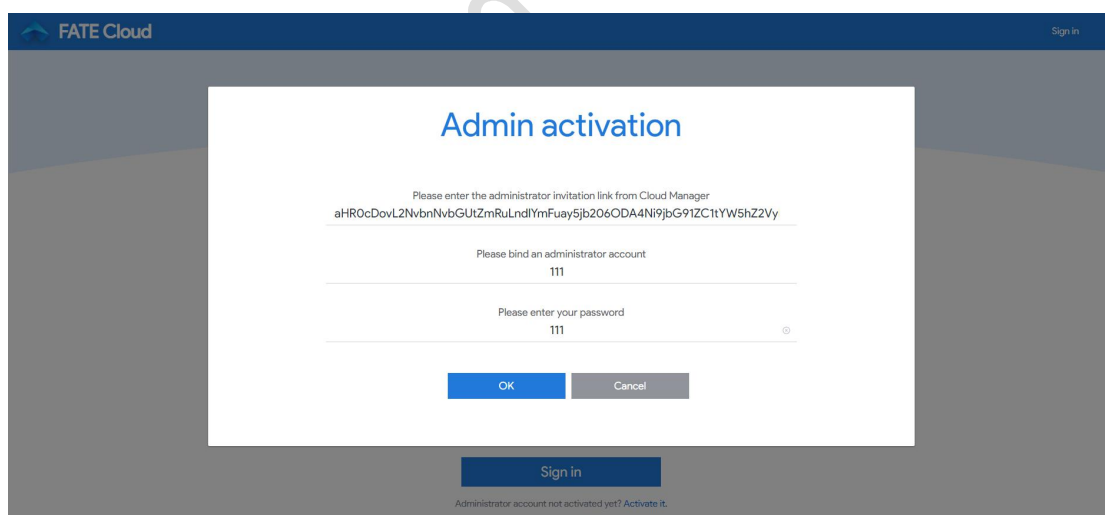 FATE Cloud
Sign in
Admin activation
Please enter the administrator invitation link from Cloud Manager
aHR0cDovL2NvbnNvbGUtZmRuLndlYmFuay5jb206ODA4Ni9jbG91ZC1tYW5hZ2Vy
Please bind an administrator account
111
Please enter your password
111
OK
Cancel
Sign in
Administrator account not activated yet? Activate it.